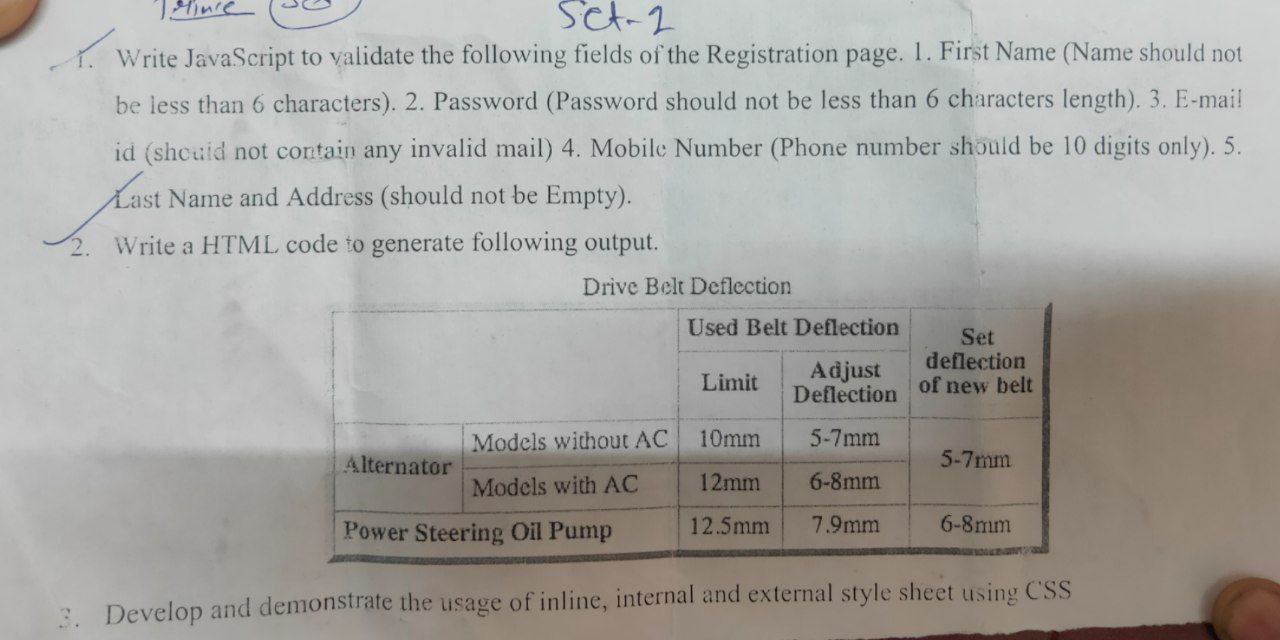 Set-2
1. Write JavaScript to validate the following fields of the Registration page. 1. First Name (Name should not
be less than 6 characters). 2. Password (Password should not be less than 6 characters length). 3. E-mail
id (should not contain any invalid mail) 4. Mobile Number (Phone number should be 10 digits only). 5.
Last Name and Address (should not be Empty).
2. Write a HTML code to generate following output.
Drive Belt Deflection
Used Belt Deflection
Set
deflection
of new belt
Limit
Adjust
Deflection
Alternator
Models without AC
10mm
5-7mm
5-7mm
Models with AC
12mm
6-8mm
Power Steering Oil Pump
12.5mm
7.9mm
6-8mm
3. Develop and demonstrate the usage of inline, internal and external style sheet using CSS